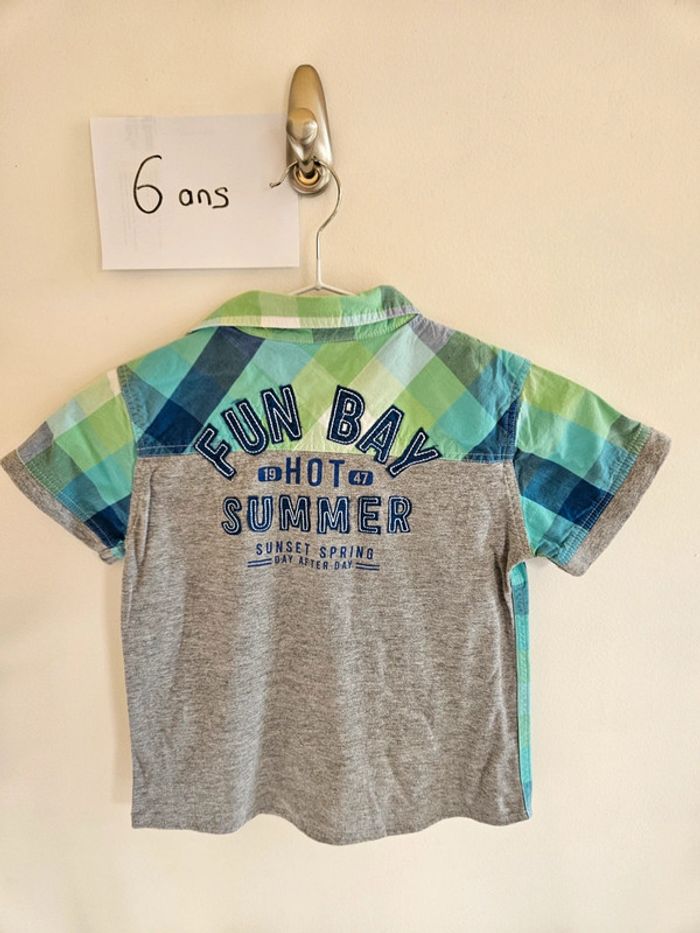 6 ans
FUN BAY
19 HOT 47
SUMMER
SUNSET SPRING
DAY AFTER DAY